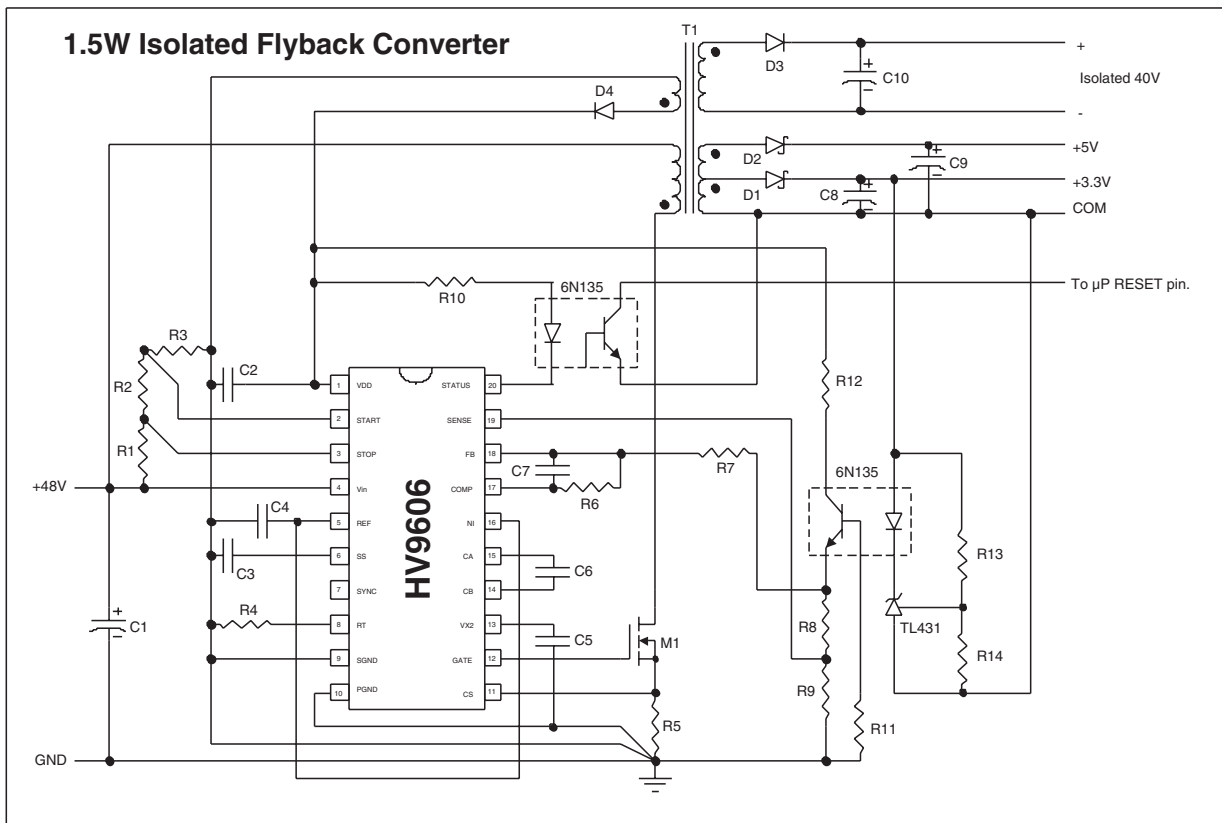 1.5W Isolated Flyback Converter
T1
+
D3
C10
Isolated 40V
D4
-
D2
+5V
C9
D1
C8
+3.3V
COM
6N135
To µP RESET pin.
R10
R3
C2
R2
R1
R12
1 VDD STATUS 20
2 START SENSE 19
3 STOP FB 18
4 Vin COMP 17
5 REF NI 16
6 SS CA 15
7 SYNC CB 14
8 RT VX2 13
9 SGND GATE 12
10 PGND CS 11
HV9606
+48V
C7
R6
R7
6N135
C4
C3
C6
R13
R4
C1
C5
M1
R8
TL431
R14
R9
R5
R11
GND
+
-
+
-
+
-
+
-